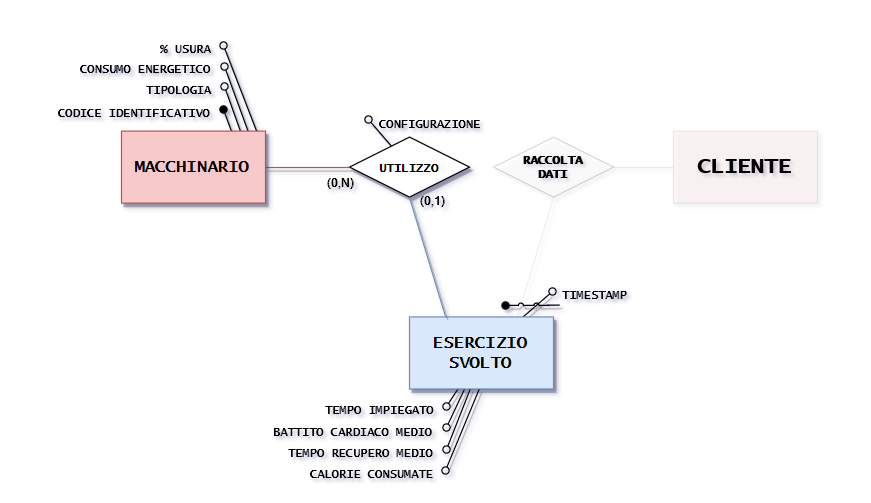 % USURA
CONSUMO ENERGETICO
TIPOLOGIA
CODICE IDENTIFICATIVO
CONFIGURAZIONE
MACCHINARIO
UTILIZZO
RACCOLTA
DATI
CLIENTE
(0,N)
(0,1)
TIMESTAMP
ESERCIZIO
SVOLTO
TEMPO IMPIEGATO
BATTITO CARDIACO MEDIO
TEMPO RECUPERO MEDIO
CALORIE CONSUMATE